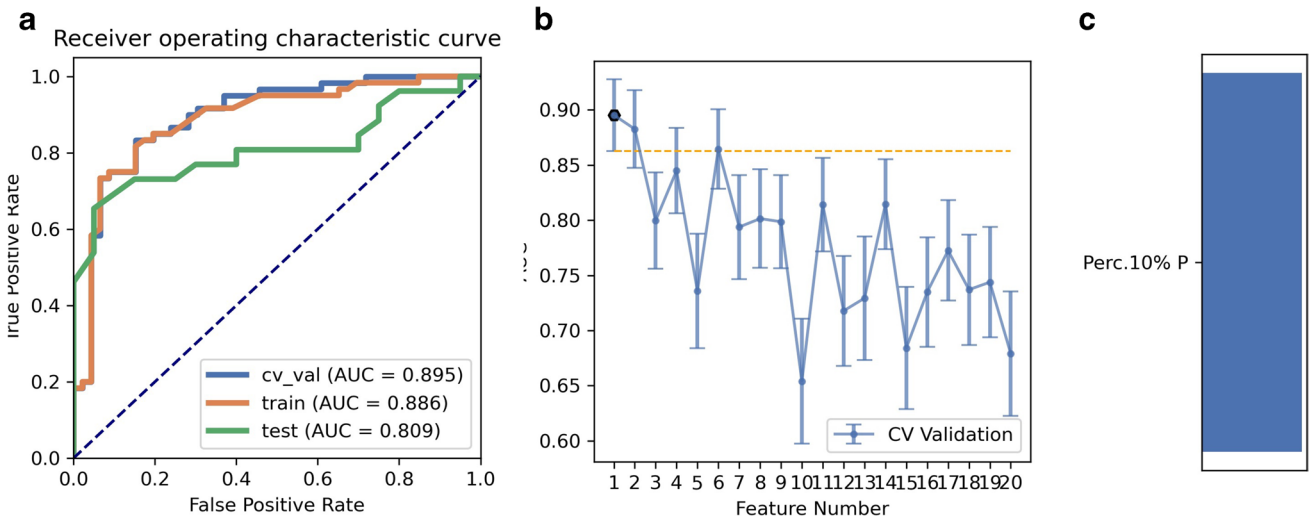 a
Receiver operating characteristic curve
1.0
0.8
0.6
0.4
0.2
0.0
True Positive Rate
cv_val (AUC = 0.895)
train (AUC = 0.886)
test (AUC = 0.809)
0.0 0.2 0.4 0.6 0.8 1.0
False Positive Rate
b
0.90
0.85
0.80
0.75
0.70
0.65
0.60
CV Validation
1 2 3 4 5 6 7 8 9 10 11 12 13 14 15 16 17 18 19 20
Feature Number
c
Perc.10% P